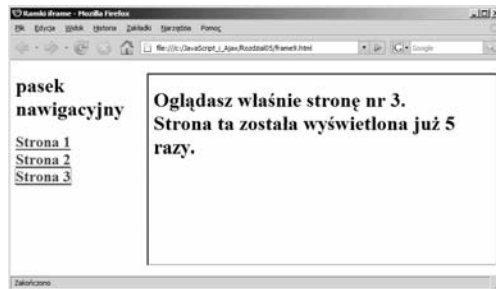 Ramki iframe - Mozilla Firefox
Plik Edycja Widok Historia Zakładki Narzędzia Pomoc
file:///c:/JavaScript_i_Ajax/Rozdzial05/frame9.html
Google
pasek
nawigacyjny
Strona 1
Strona 2
Strona 3
Oglądasz właśnie stronę nr 3.
Strona ta została wyświetlona już 5
razy.
Zakończono